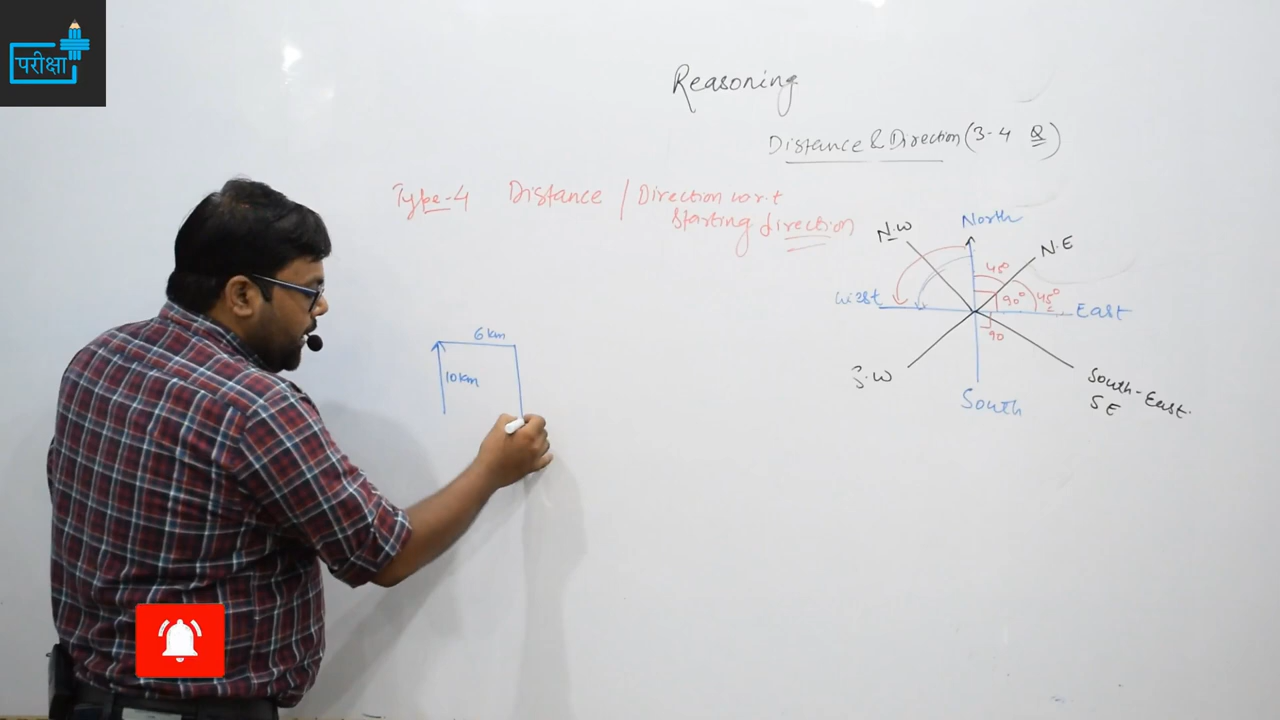 परीक्षा
Reasoning
Distance & Direction (3-4 Q)
Type-4 Distance / Direction w.r.t
Starting direction
North
N.W
N.E
45°
West
90°
45°
East
90
S.W
South-East
SE
South
6 km
10 km